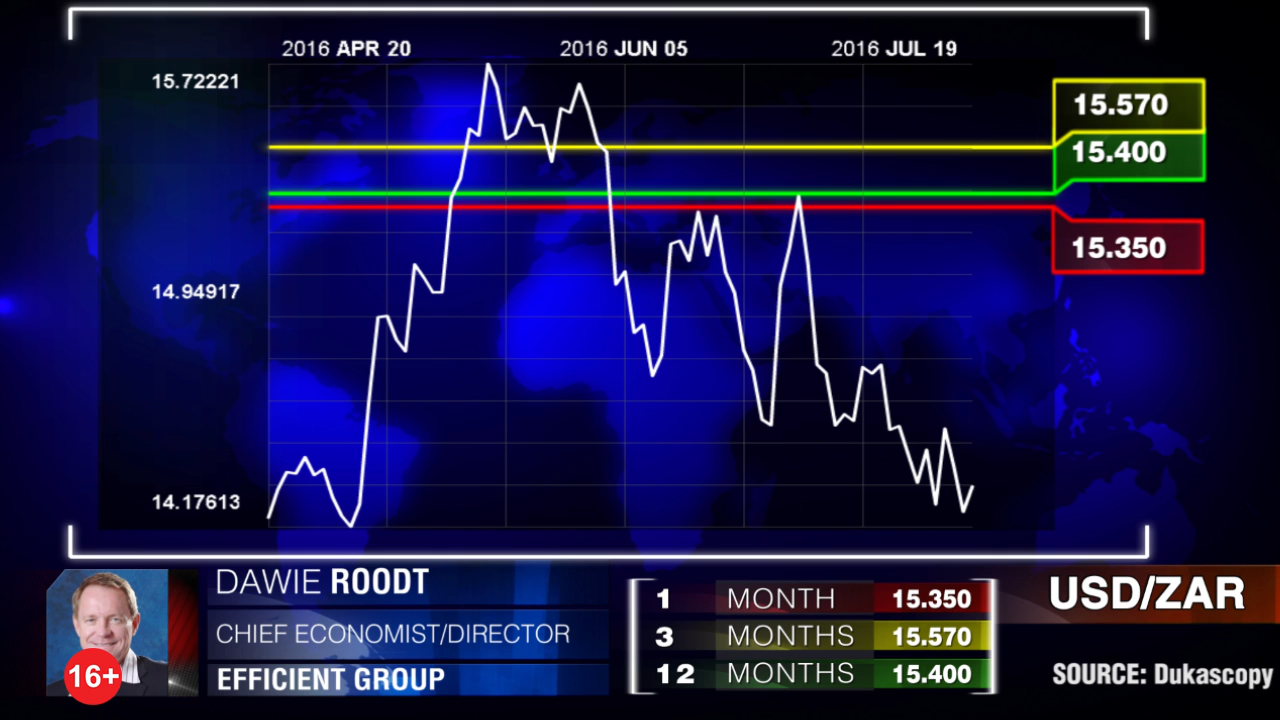 2016 APR 20
2016 JUN 05
2016 JUL 19
15.72221
15.570
15.400
15.350
14.94917
14.17613
DAWIE ROODT
CHIEF ECONOMIST/DIRECTOR
EFFICIENT GROUP
16+
1 MONTH 15.350
3 MONTHS 15.570
12 MONTHS 15.400
USD/ZAR
SOURCE: Dukascopy